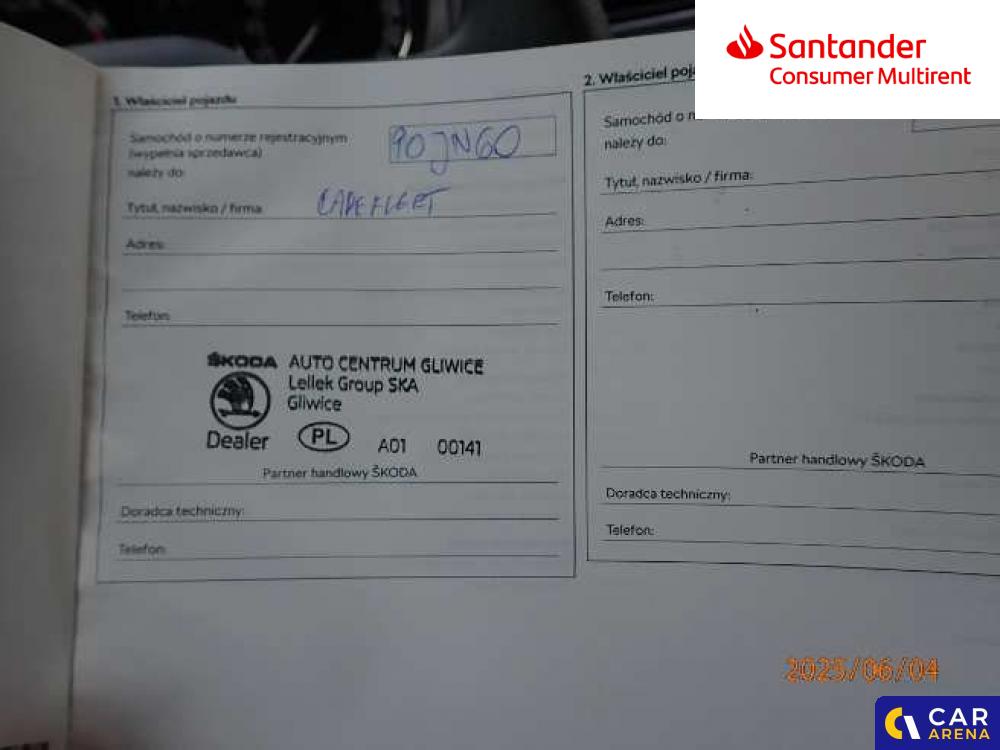 Santander
Consumer Multirent
1. Właściciel pojazdu
Samochód o numerze rejestracyjnym
(wypełnia sprzedawca)
należy do:
Tytuł, nazwisko / firma:
Adres:
Telefon:
ŠKODA AUTO CENTRUM GLIWICE
Lellek Group SKA
Gliwice
Dealer PL A01 00141
Partner handlowy ŠKODA
Doradca techniczny:
Telefon:
2. Właściciel
Samochód o
należy do:
Tytuł, nazwisko / firma:
Adres:
Telefon:
Partner handlowy ŠKODA
Doradca techniczny:
Telefon:
2025/06/04
CAR
ARENA